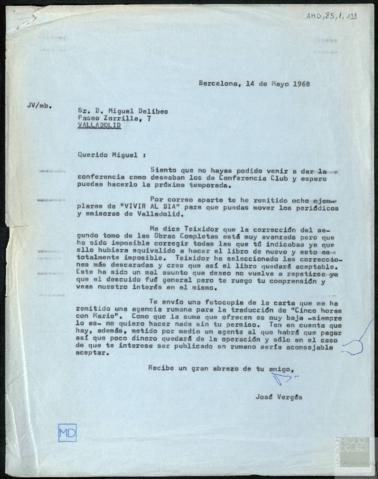 AMD,85,1,133
Barcelona, 14 de Mayo 1968
JV/mb.
Sr. D. Miguel Delibes
Paseo Zorrilla, 7
VALLADOLID
Querido Miguel :
Siento que no hayas podido venir a dar la
conferencia como deseaban los de Conferencia Club y espero
puedas hacerlo la próxima temporada.
Por correo aparte te he remitido ocho ejem-
plares de "VIVIR AL DIA" para que puedas mover los periódicos
y emisoras de Valladolid.
Me dice Teixidor que la corrección del se-
gundo tomo de las Obras Completas está muy avanzada pero que
ha sido imposible corregir todas las que tú indicabas ya que
ello hubiera equivalido a hacer el libro de nuevo y esto es
totalmente imposible. Teixidor ha seleccionado las correccio-
nes más descaradas y creo que así el libro quedará aceptable.
Este ha sido un mal asunto que deseo no vuelva a repetirse ya
que el descuido fué general pero te ruego tu comprensión y
veas nuestro interés en el mismo.
Te envío una fotocopia de la carta que me ha
remitido una agencia rumana para la traducción de "Cinco horas
con Mario". Como que la suma que ofrecen es muy baja -siempre
lo es- no quiero hacer nada sin tu permiso. Ten en cuenta que
hay, además, metido por medio un agente al que habrá que pagar
así que poco dinero quedará de la operación y sólo en el caso
de que te interese ser publicado en rumano sería aconsejable
aceptar.
Recibe un gran abrazo de tu amigo,
José Vergés
MD